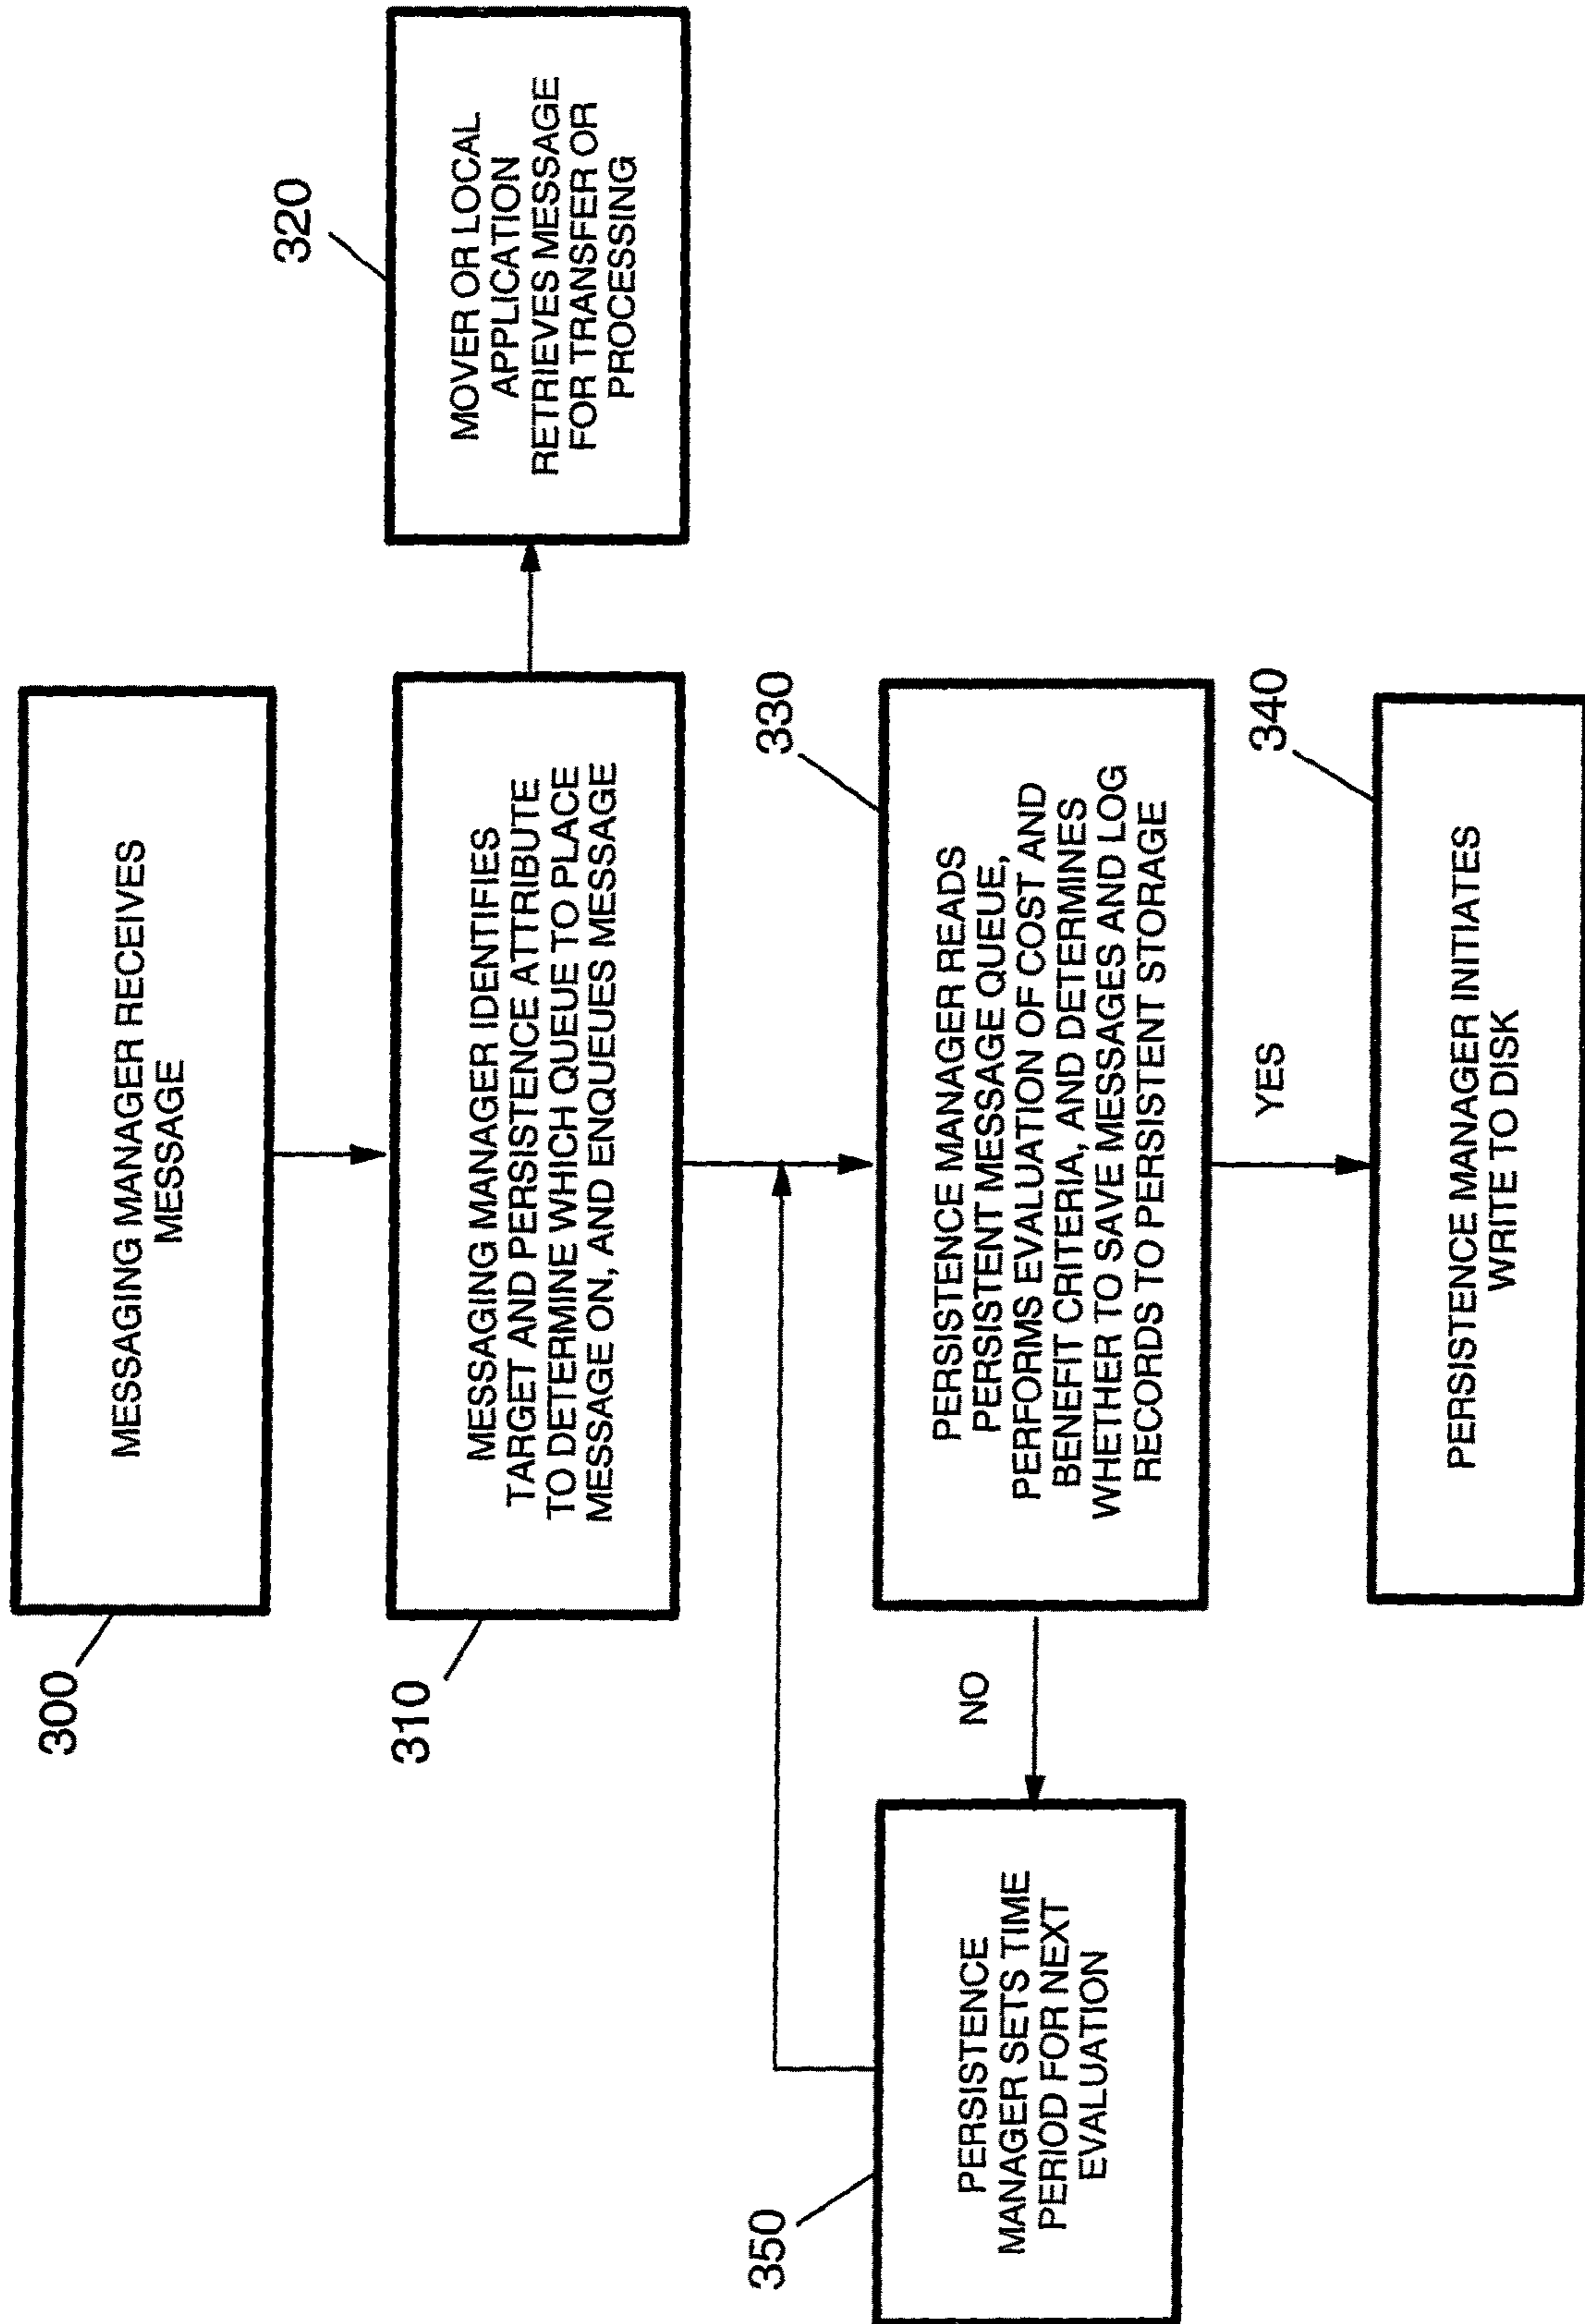 300
MESSAGING MANAGER RECEIVES
MESSAGE
310
MESSAGING MANAGER IDENTIFIES
TARGET AND PERSISTENCE ATTRIBUTE
TO DETERMINE WHICH QUEUE TO PLACE
MESSAGE ON, AND ENQUEUES MESSAGE
320
MOVER OR LOCAL
APPLICATION
RETRIEVES MESSAGE
FOR TRANSFER OR
PROCESSING
330
PERSISTENCE MANAGER READS
PERSISTENT MESSAGE QUEUE,
PERFORMS EVALUATION OF COST AND
BENEFIT CRITERIA, AND DETERMINES
WHETHER TO SAVE MESSAGES AND LOG
RECORDS TO PERSISTENT STORAGE
NO
350
PERSISTENCE
MANAGER SETS TIME
PERIOD FOR NEXT
EVALUATION
YES
340
PERSISTENCE MANAGER INITIATES
WRITE TO DISK